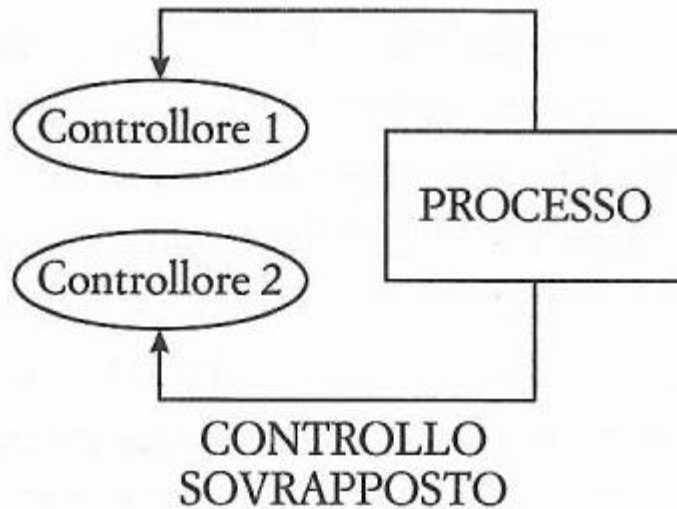 Controllore 1
PROCESSO
Controllore 2
CONTROLLO
SOVRAPPOSTO